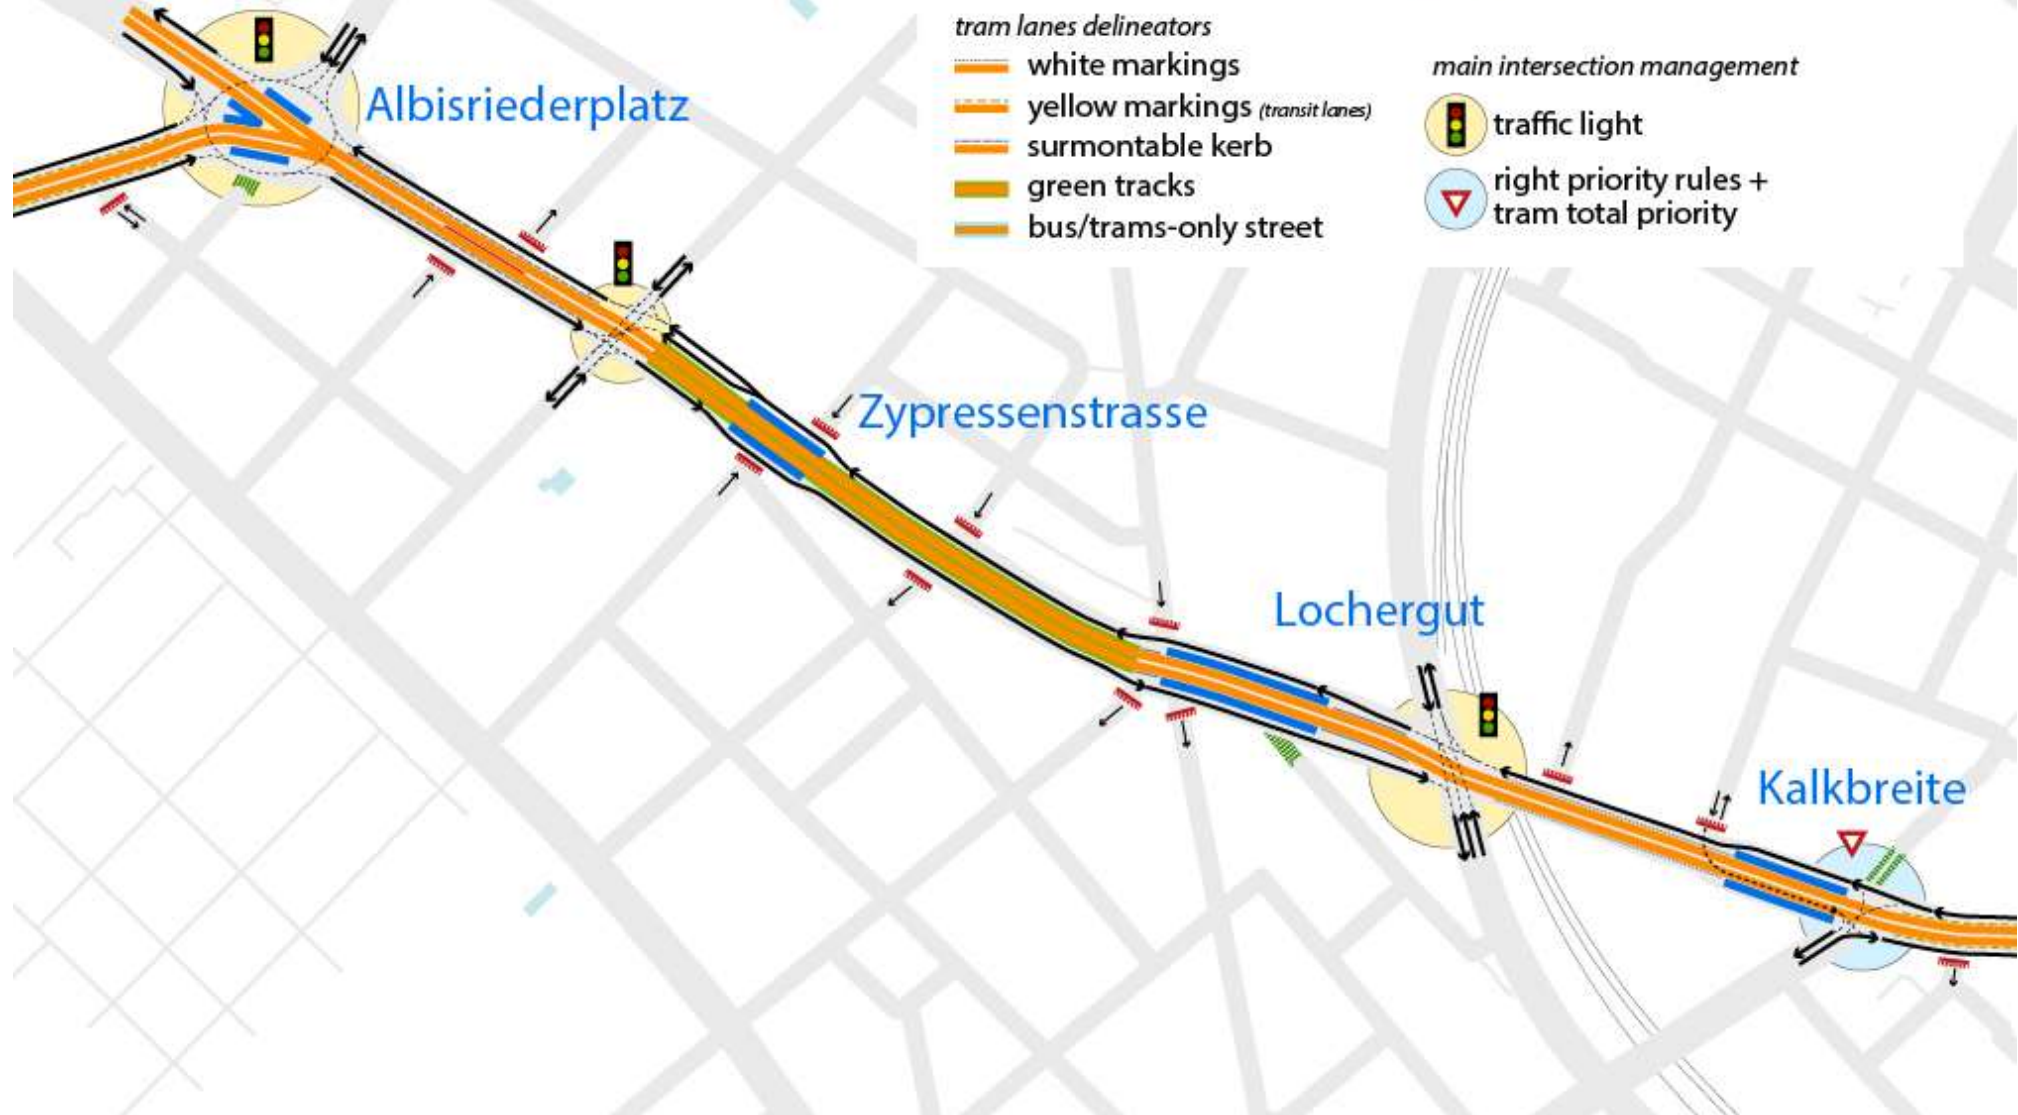 tram lanes delineators
white markings
yellow markings (transit lanes)
surmontable kerb
green tracks
bus/trams-only street
main intersection management
traffic light
right priority rules +
tram total priority
Albisriederplatz
Zypressenstrasse
Lochergut
Kalkbreite